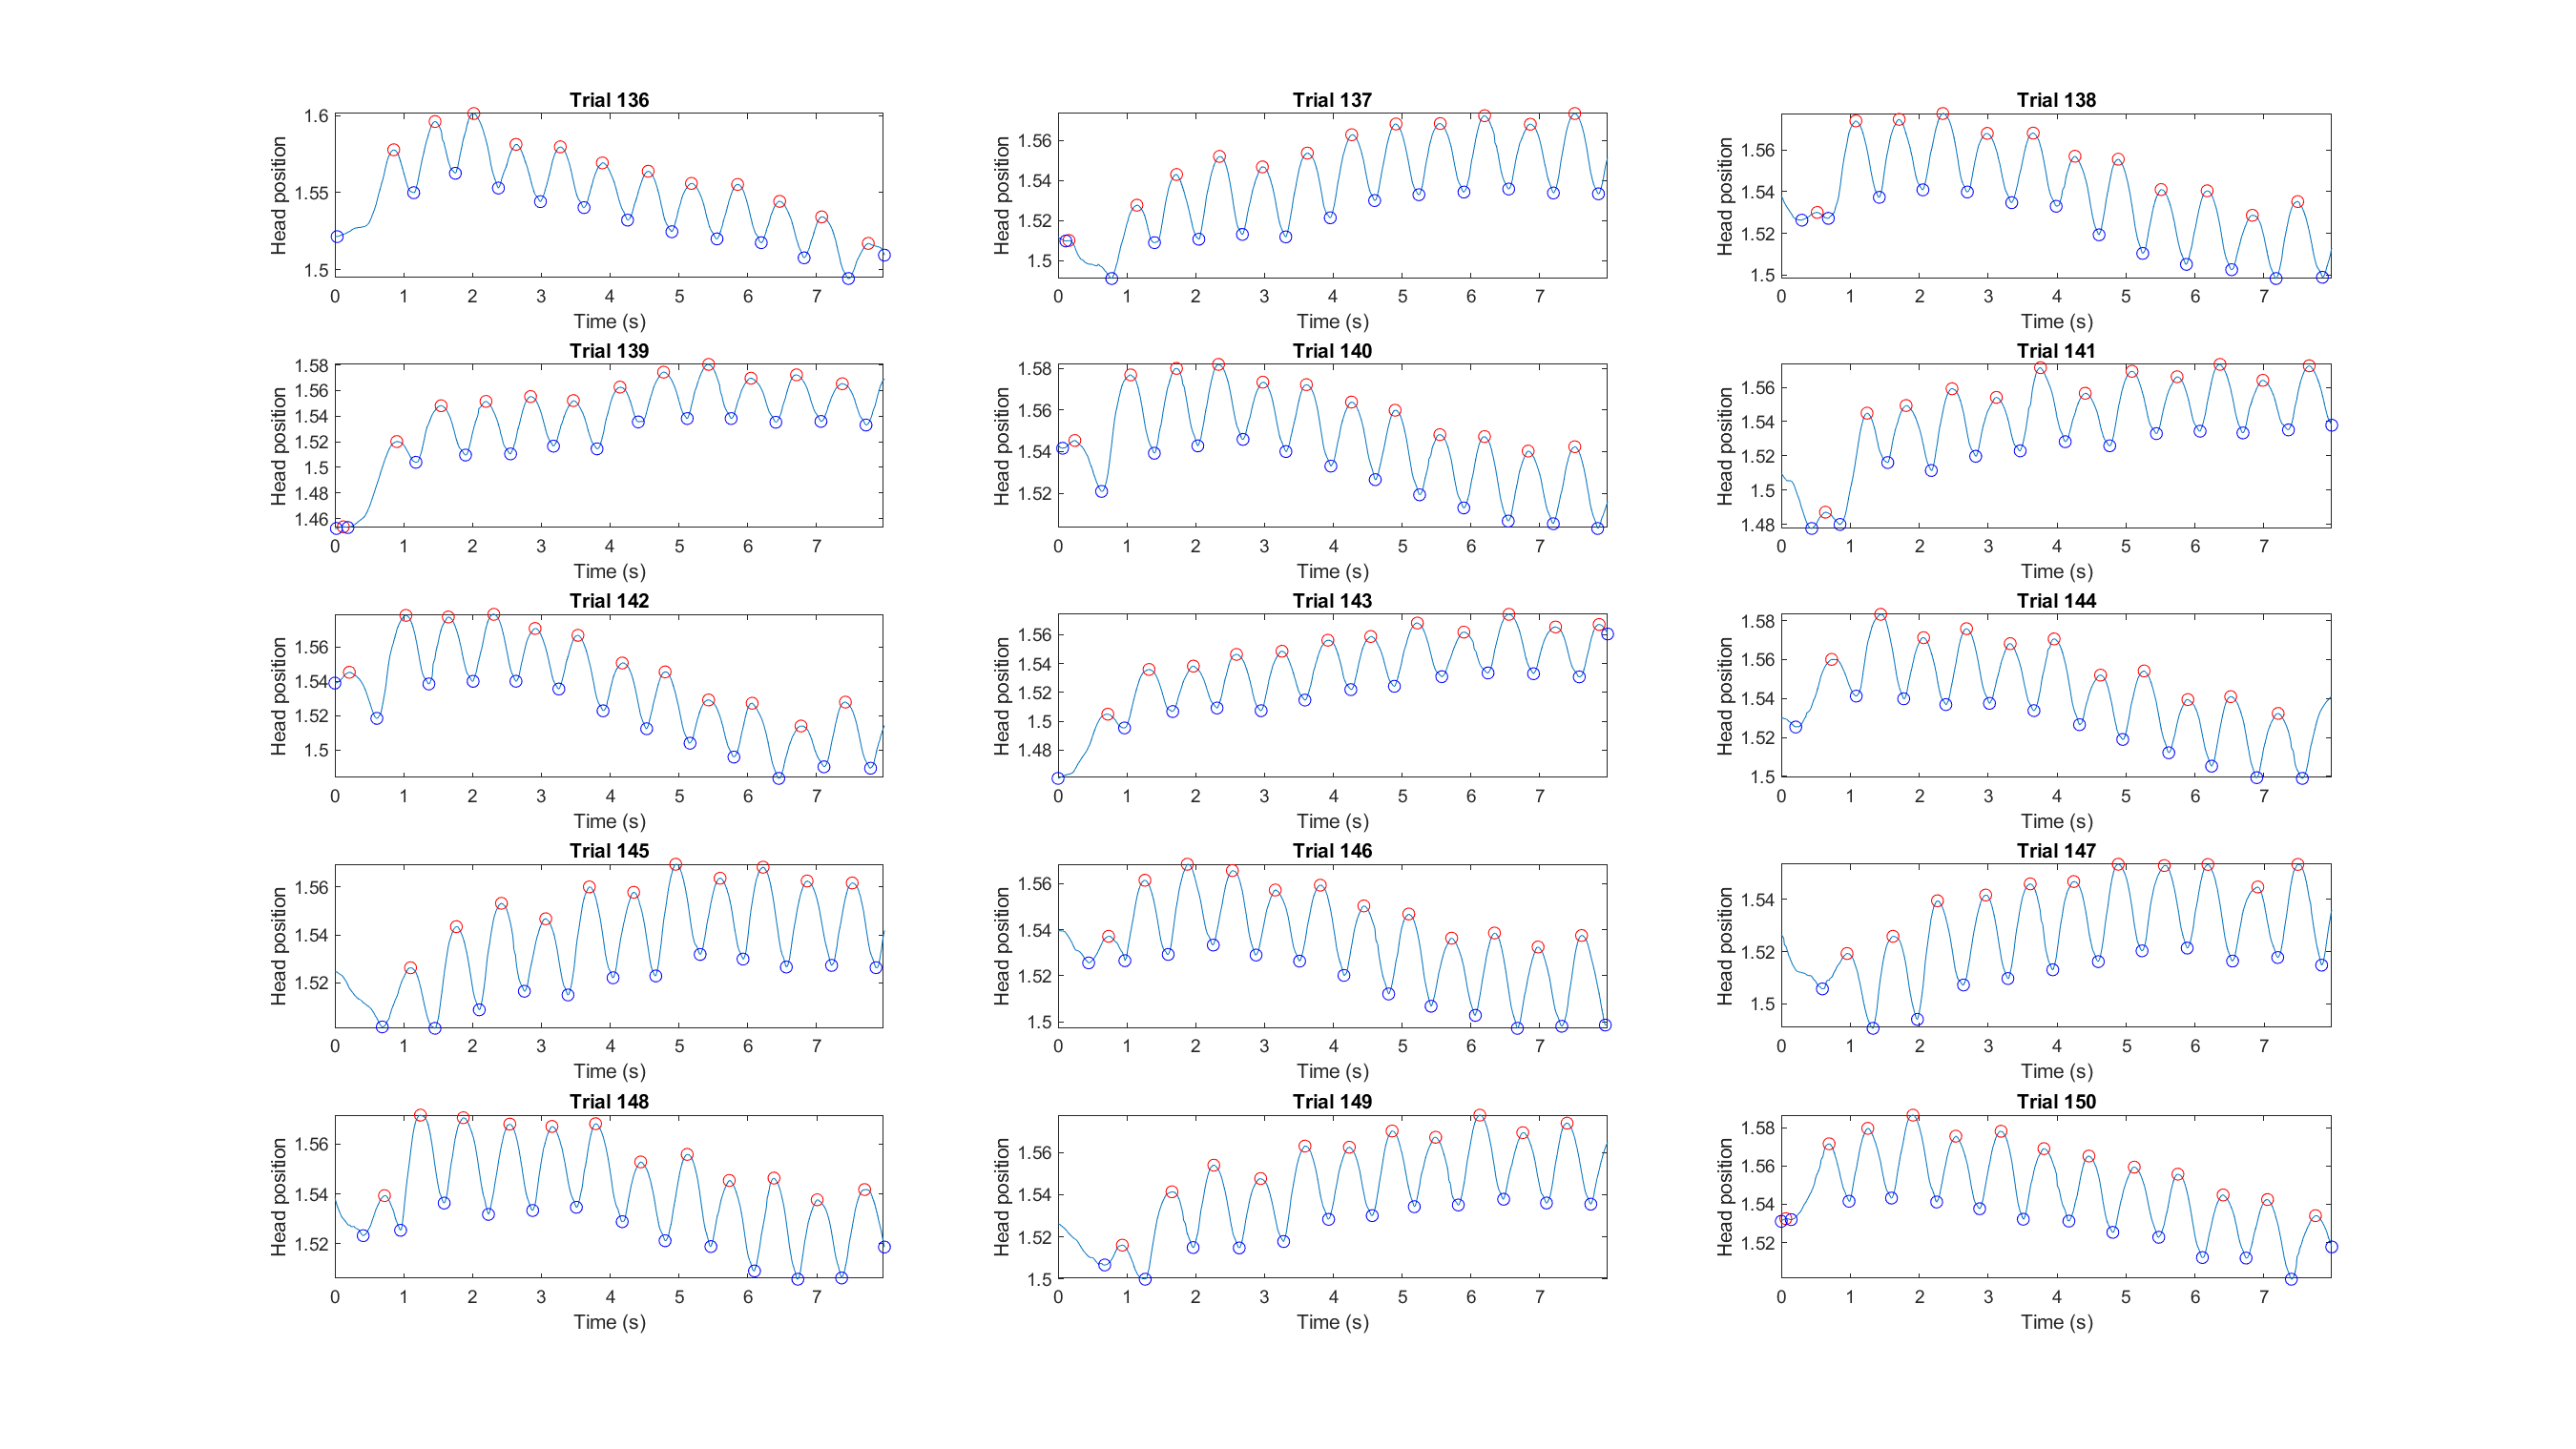 Trial 136
Trial 137
Trial 138
Head position
1.6
1.55
1.5
Head position
1.56
1.54
1.52
1.5
Head position
1.56
1.54
1.52
1.5
0 1 2 3 4 5 6 7
0 1 2 3 4 5 6 7
0 1 2 3 4 5 6 7
Time (s)
Time (s)
Time (s)
Trial 139
Trial 140
Trial 141
Head position
1.58
1.56
1.54
1.52
1.5
1.48
1.46
Head position
1.58
1.56
1.54
1.52
Head position
1.56
1.54
1.52
1.5
1.48
0 1 2 3 4 5 6 7
0 1 2 3 4 5 6 7
0 1 2 3 4 5 6 7
Time (s)
Time (s)
Time (s)
Trial 142
Trial 143
Trial 144
Head position
1.56
1.54
1.52
1.5
Head position
1.56
1.54
1.52
1.5
1.48
Head position
1.58
1.56
1.54
1.52
1.5
0 1 2 3 4 5 6 7
0 1 2 3 4 5 6 7
0 1 2 3 4 5 6 7
Time (s)
Time (s)
Time (s)
Trial 145
Trial 146
Trial 147
Head position
1.56
1.54
1.52
Head position
1.56
1.54
1.52
1.5
Head position
1.54
1.52
1.5
0 1 2 3 4 5 6 7
0 1 2 3 4 5 6 7
0 1 2 3 4 5 6 7
Time (s)
Time (s)
Time (s)
Trial 148
Trial 149
Trial 150
Head position
1.56
1.54
1.52
Head position
1.56
1.54
1.52
1.5
Head position
1.58
1.56
1.54
1.52
0 1 2 3 4 5 6 7
0 1 2 3 4 5 6 7
0 1 2 3 4 5 6 7
Time (s)
Time (s)
Time (s)